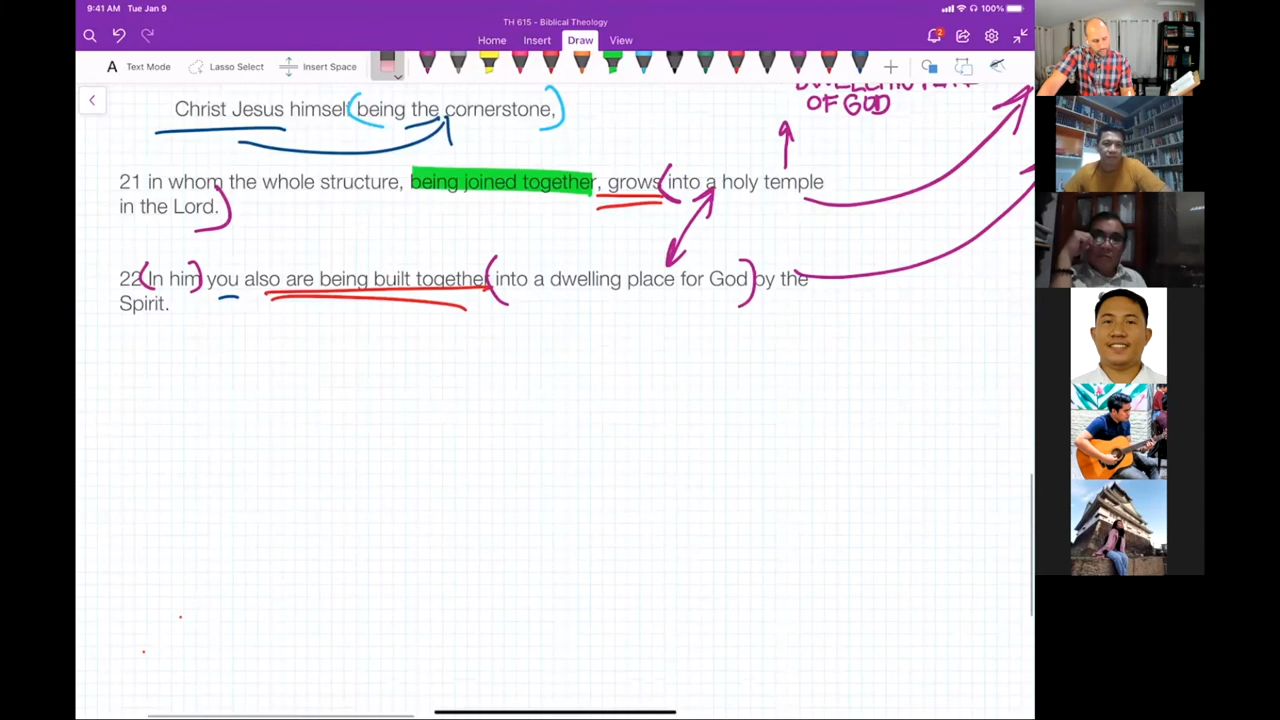 9:41 AM Tue Jan 9
100%
TH 615 - Biblical Theology
Home Insert Draw View
2
A Text Mode Lasso Select Insert Space
OF GOD
Christ Jesus himself (being the cornerstone,)
21 in whom the whole structure, being joined together, grows (into a holy temple
in the Lord.)
22 (In him) you also are being built together (into a dwelling place for God) by the
Spirit.